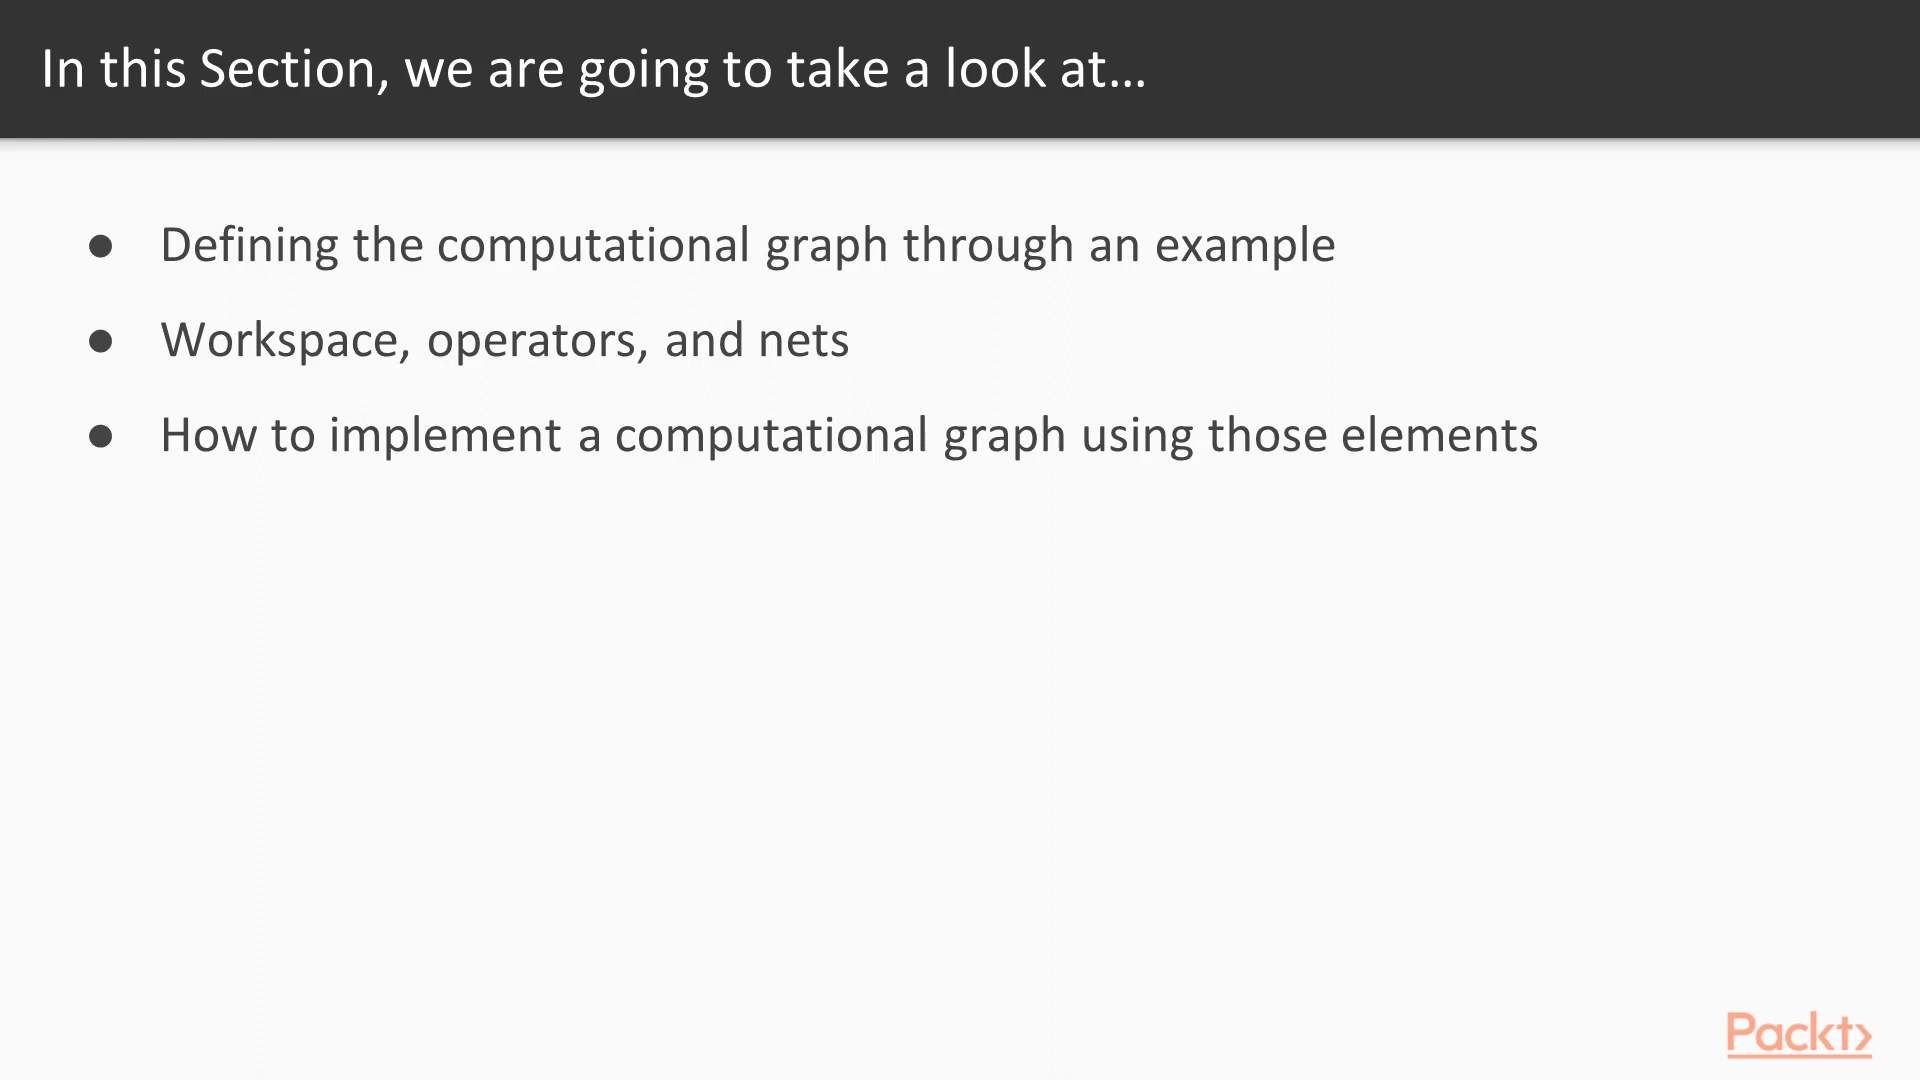 In this Section, we are going to take a look at...
● Defining the computational graph through an example
● Workspace, operators, and nets
● How to implement a computational graph using those elements
Packt>